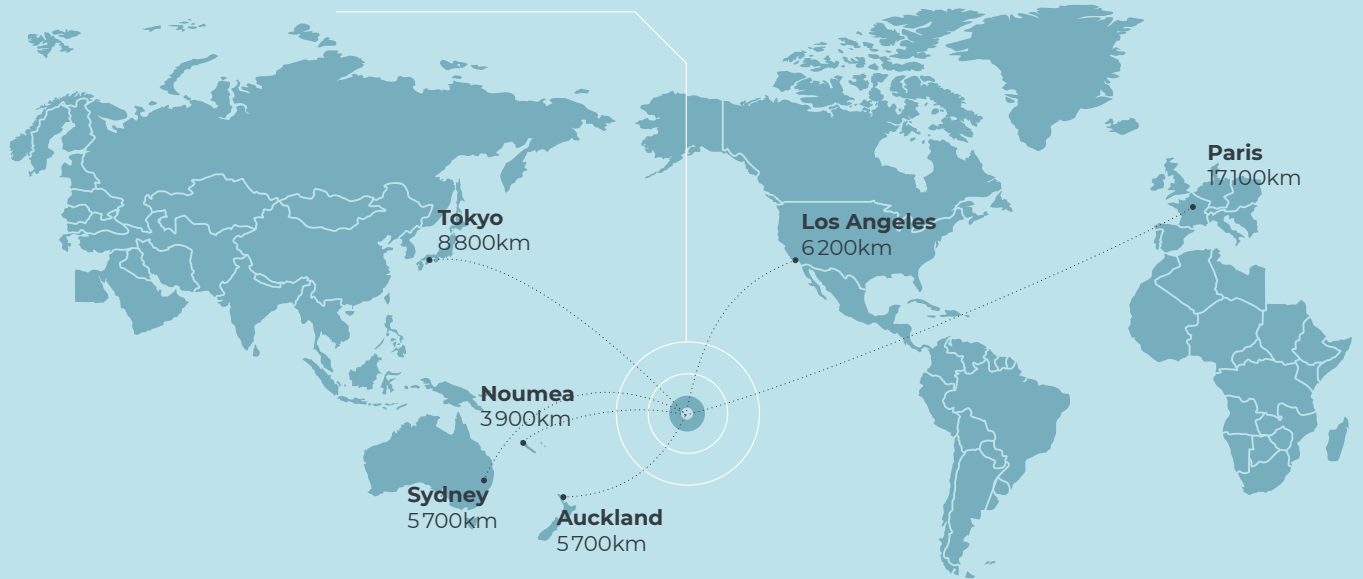 Paris
17100km
Tokyo
8800km
Los Angeles
6200km
Noumea
3900km
Sydney
5700km
Auckland
5700km